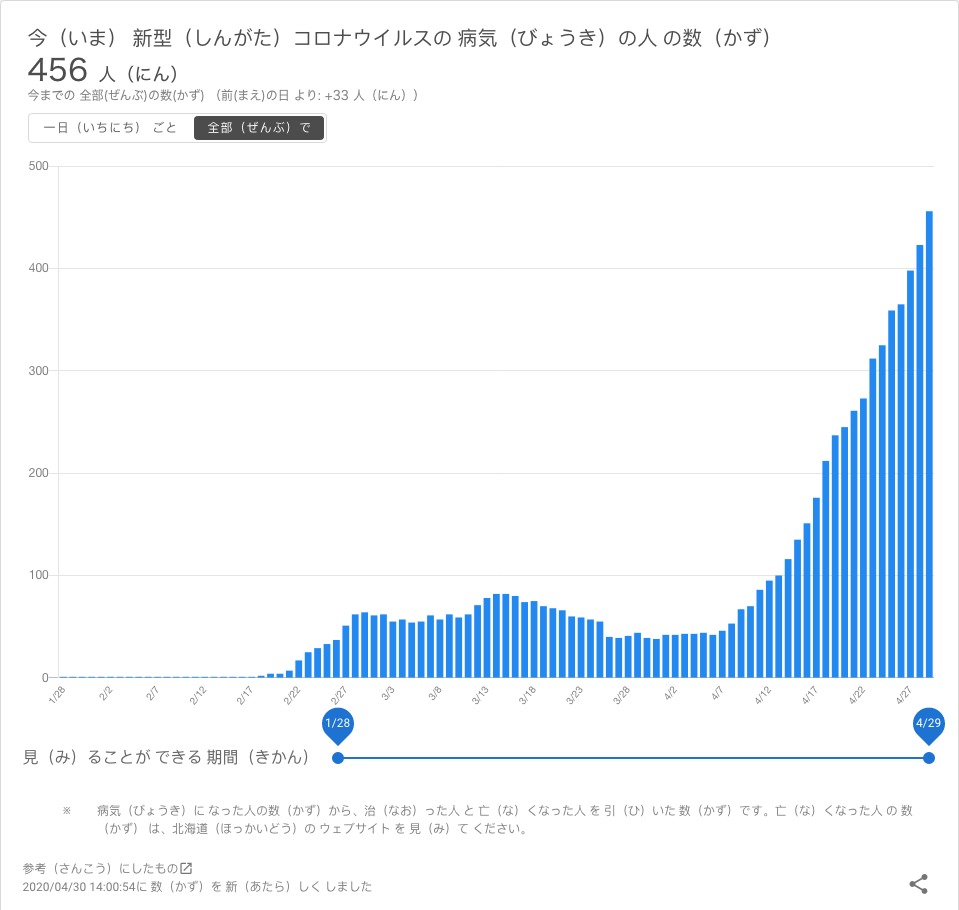 今（いま） 新型（しんがた）コロナウイルスの 病気（びょうき）の人 の数（かず）
456 人（にん）
今までの 全部(ぜんぶ)の数(かず) （前(まえ)の日 より: +33 人（にん））
一日（いちにち） ごと 全部（ぜんぶ）で
500
400
300
200
100
0
1/28 2/2 2/7 2/12 2/17 2/22 2/27 3/3 3/8 3/13 3/18 3/23 3/28 4/2 4/7 4/12 4/17 4/22 4/27
1/28 4/29
見（み）ることが できる 期間（きかん）
※ 病気（びょうき）に なった人の数（かず）から、治（なお）った人 と 亡（な）くなった人 を 引（ひ）いた 数（かず）です。亡（な）くなった人 の 数
（かず） は、北海道（ほっかいどう）の ウェブサイト を 見（み）て ください。
参考（さんこう）にしたもの
2020/04/30 14:00:54に 数（かず）を 新（あたら）しく しました